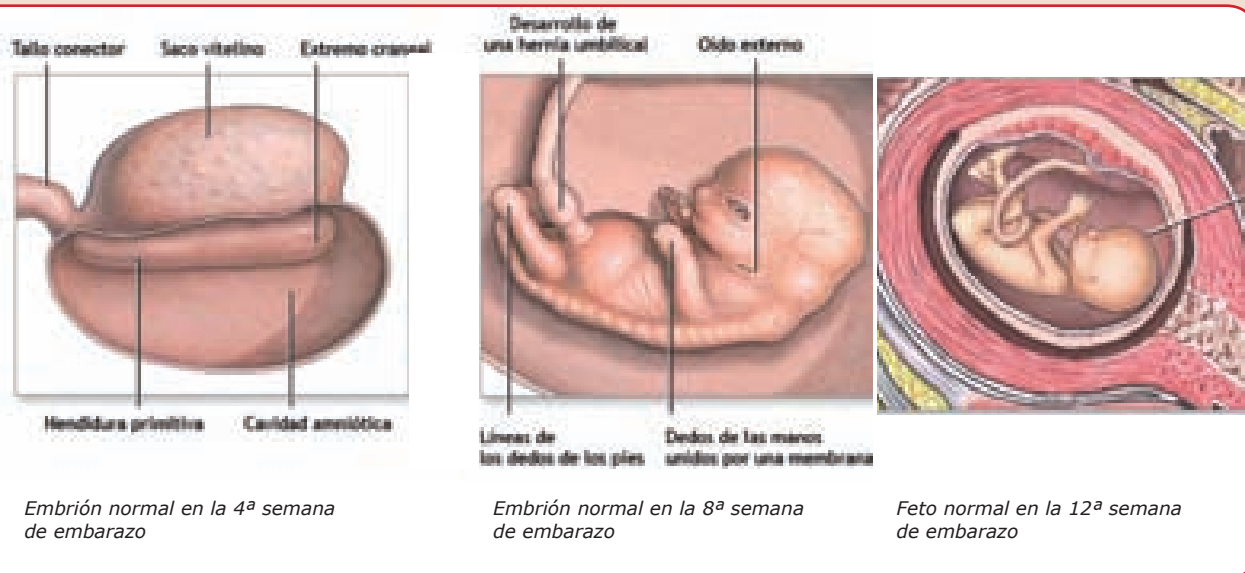 Tallo conector
Saco vitelino
Extremo craneal
Hendidura primitiva
Cavidad amniótica
Desarrollo de
una hernia umbilical
Oído externo
Líneas de
los dedos de los pies
Dedos de las manos
unidos por una membrana
Embrión normal en la 4ª semana
de embarazo
Embrión normal en la 8ª semana
de embarazo
Feto normal en la 12ª semana
de embarazo